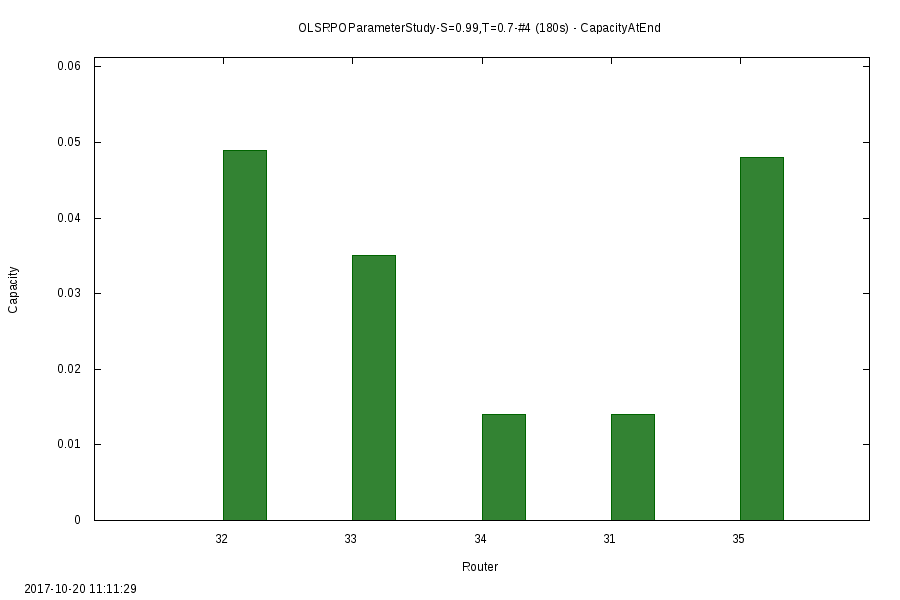 OLSRPOParameterStudy-S=0.99,T=0.7-#4 (180s) - CapacityAtEnd
0.06
0.05
0.04
0.03
0.02
0.01
0
Capacity
32 33 34 31 35
Router
2017-10-20 11:11:29